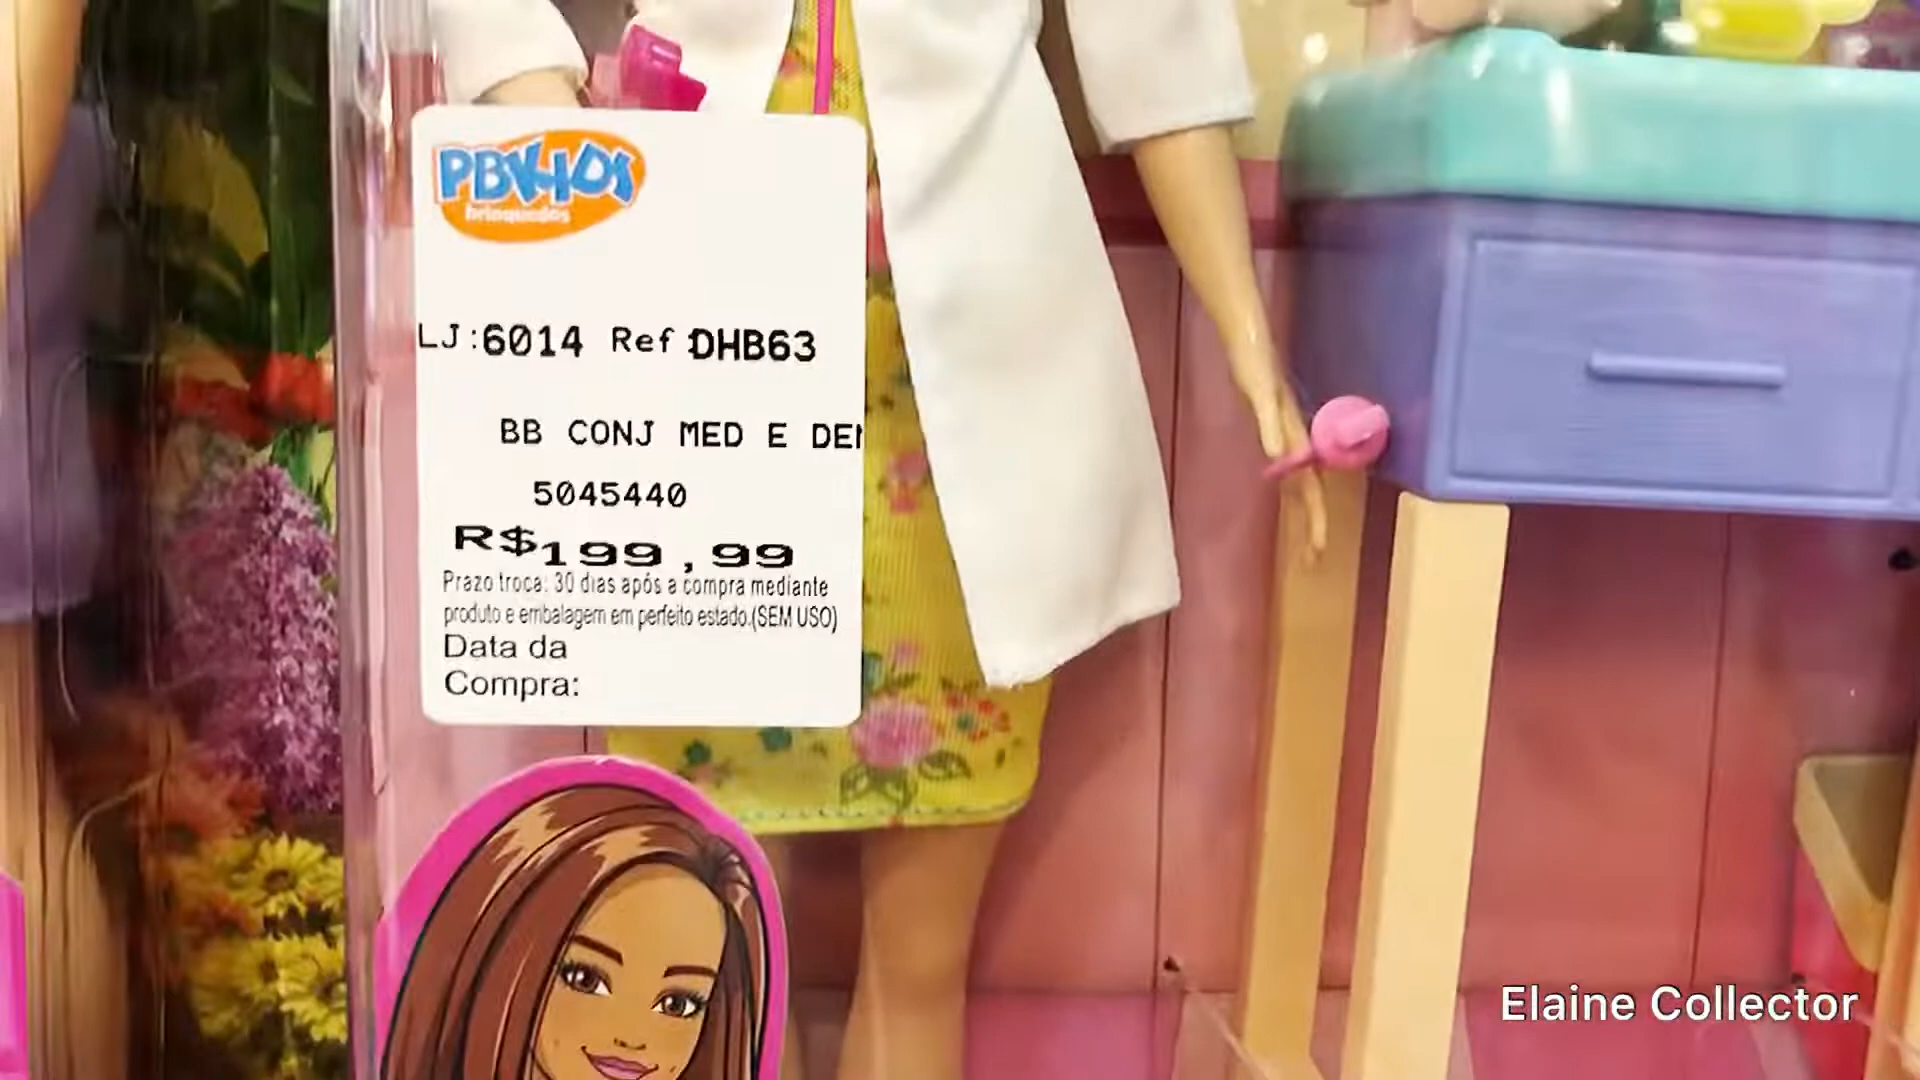 PBKIDS
brinquedos
LJ:6014 Ref:DHB63
BB CONJ MED E DEN
5045440
R$199,99
Prazo troca: 30 dias após a compra mediante
produto e embalagem em perfeito estado.(SEM USO)
Data da
Compra:
Elaine Collector